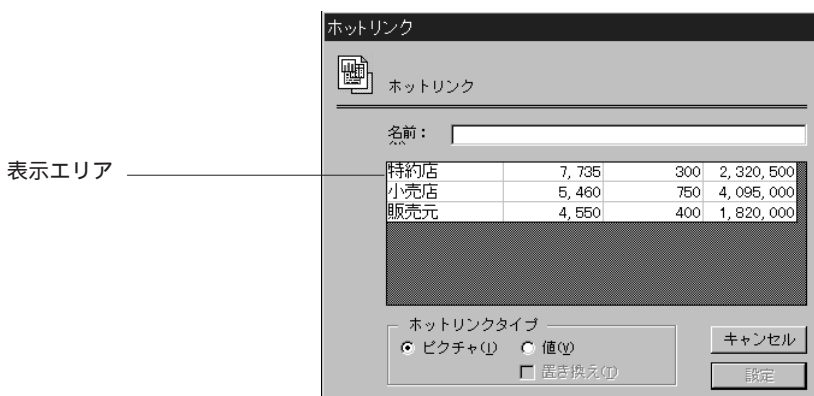 ホットリンク
ホットリンク
名前：
表示エリア
特約店 7,735 300 2,320,500
小売店 5,460 750 4,095,000
販売元 4,550 400 1,820,000
ホットリンクタイプ
ピクチャ(I) 値(V)
キャンセル
置き換え(T)
設定